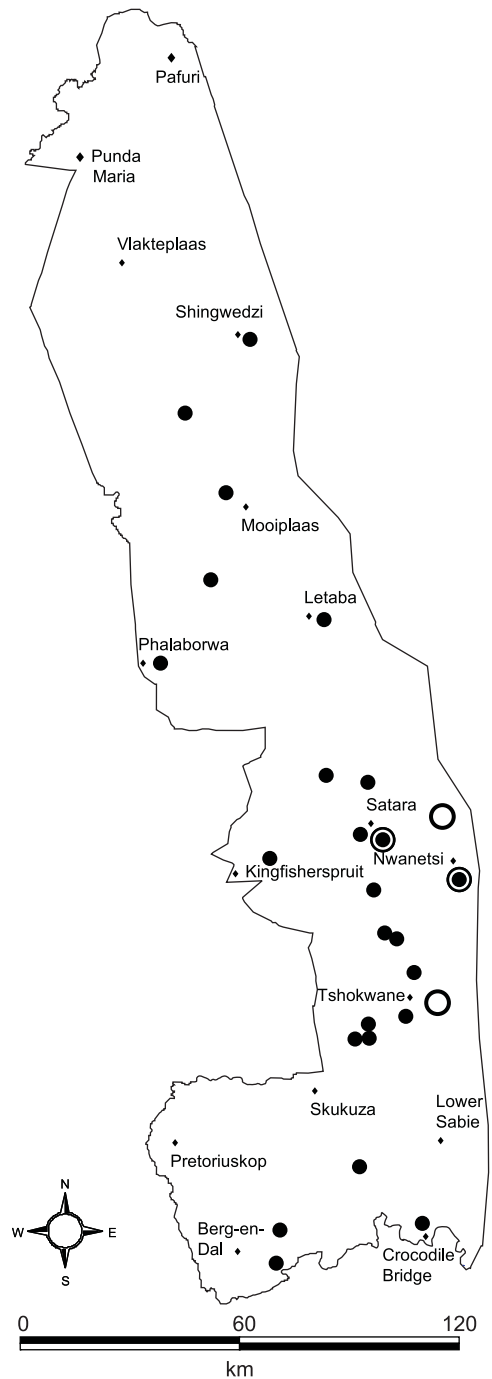 Pafuri
Punda
Maria
Vlakteplaas
Shingwedzi
Mooiplaas
Letaba
Phalaborwa
Satara
Nwanetsi
Kingfisherspruit
Tshokwane
Skukuza
Lower
Sabie
Pretoriuskop
N
W E
S
Berg-en-
Dal
Crocodile
Bridge
0 60 120
km